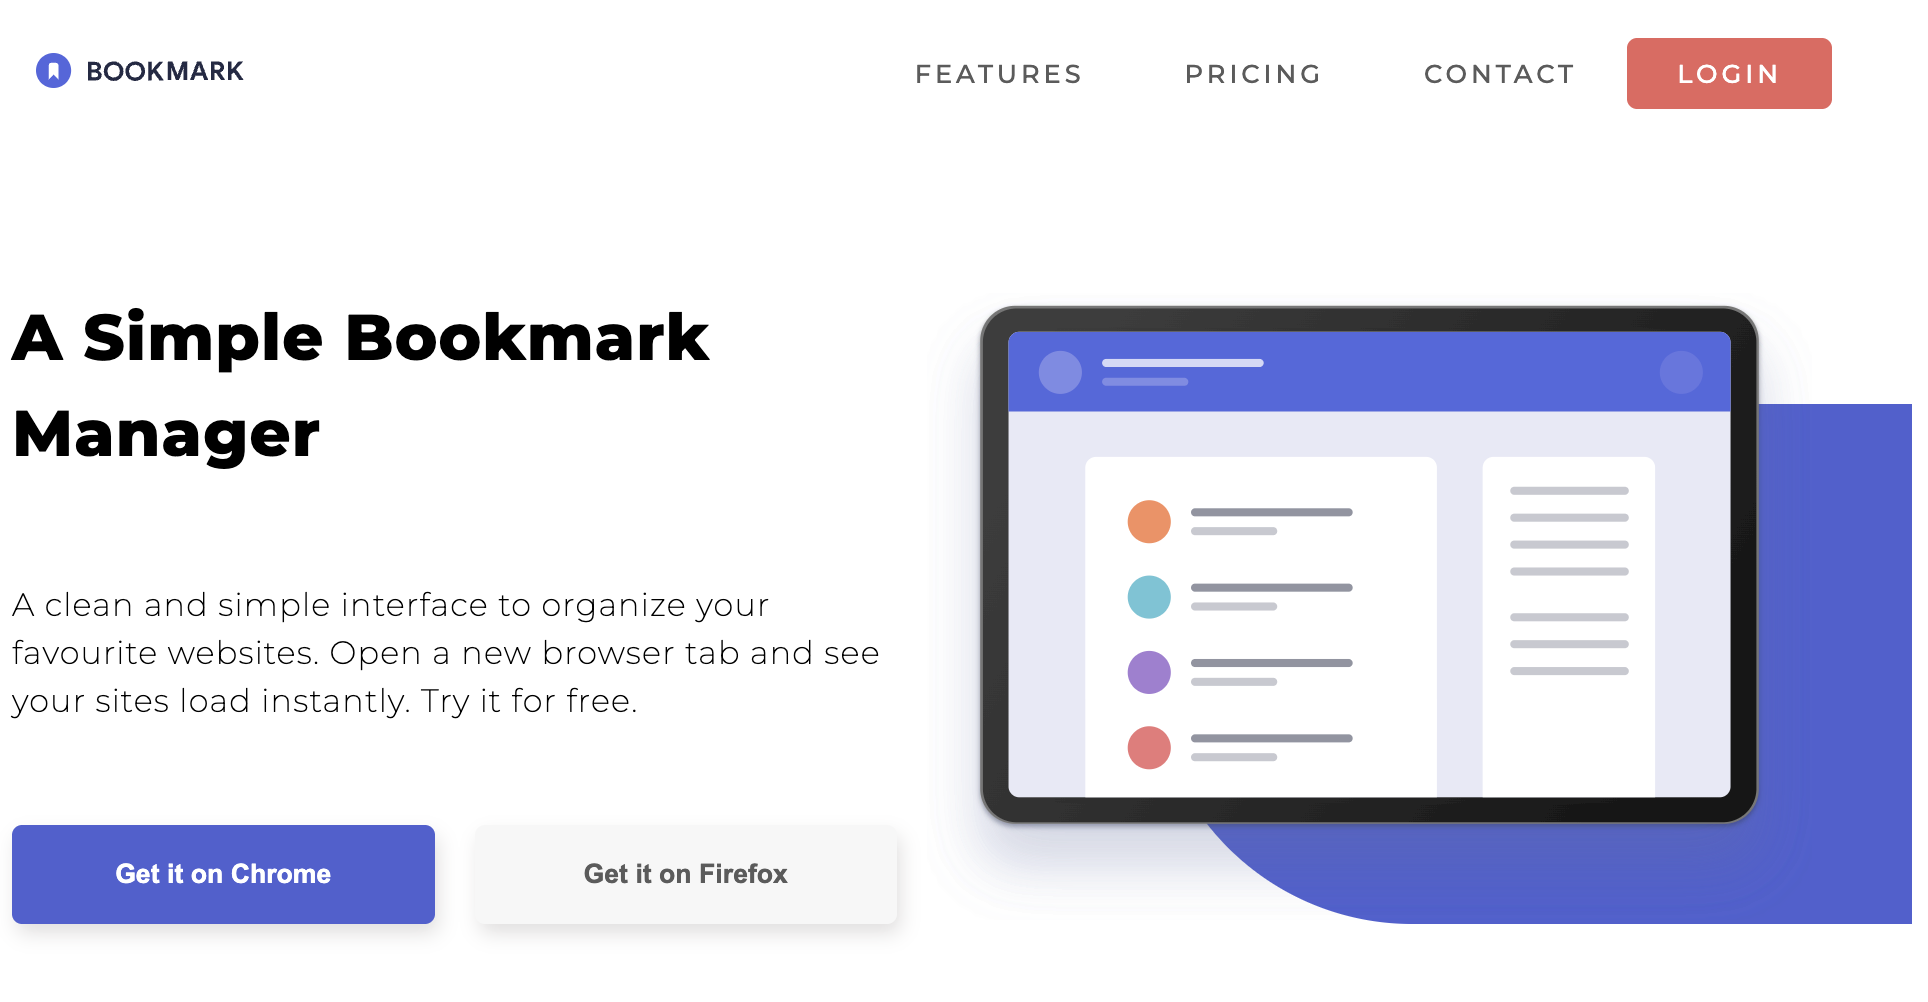 BOOKMARK
FEATURES
PRICING
CONTACT
LOGIN
A Simple Bookmark
Manager
A clean and simple interface to organize your
favourite websites. Open a new browser tab and see
your sites load instantly. Try it for free.
Get it on Chrome
Get it on Firefox